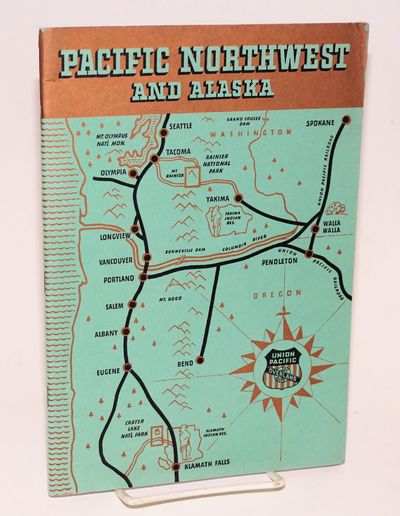 PACIFIC NORTHWEST
AND ALASKA
GRAND COULEE
DAM
SEATTLE
WASHINGTON
SPOKANE
MT. OLYMPUS
NAT'L MON.
TACOMA
RAINIER
NATIONAL
PARK
MT.
RAINIER
OLYMPIA
UNION PACIFIC RAILROAD
YAKIMA
YAKIMA
INDIAN
RES.
WALLA
WALLA
LONGVIEW
BONNEVILLE DAM
COLUMBIA RIVER
VANCOUVER
PORTLAND
PENDLETON
UNION PACIFIC RAILROAD
MT. HOOD
OREGON
SALEM
ALBANY
BEND
EUGENE
UNION
PACIFIC
OVERLAND
CRATER
LAKE
NAT'L PARK
KLAMATH
INDIAN RES.
KLAMATH FALLS